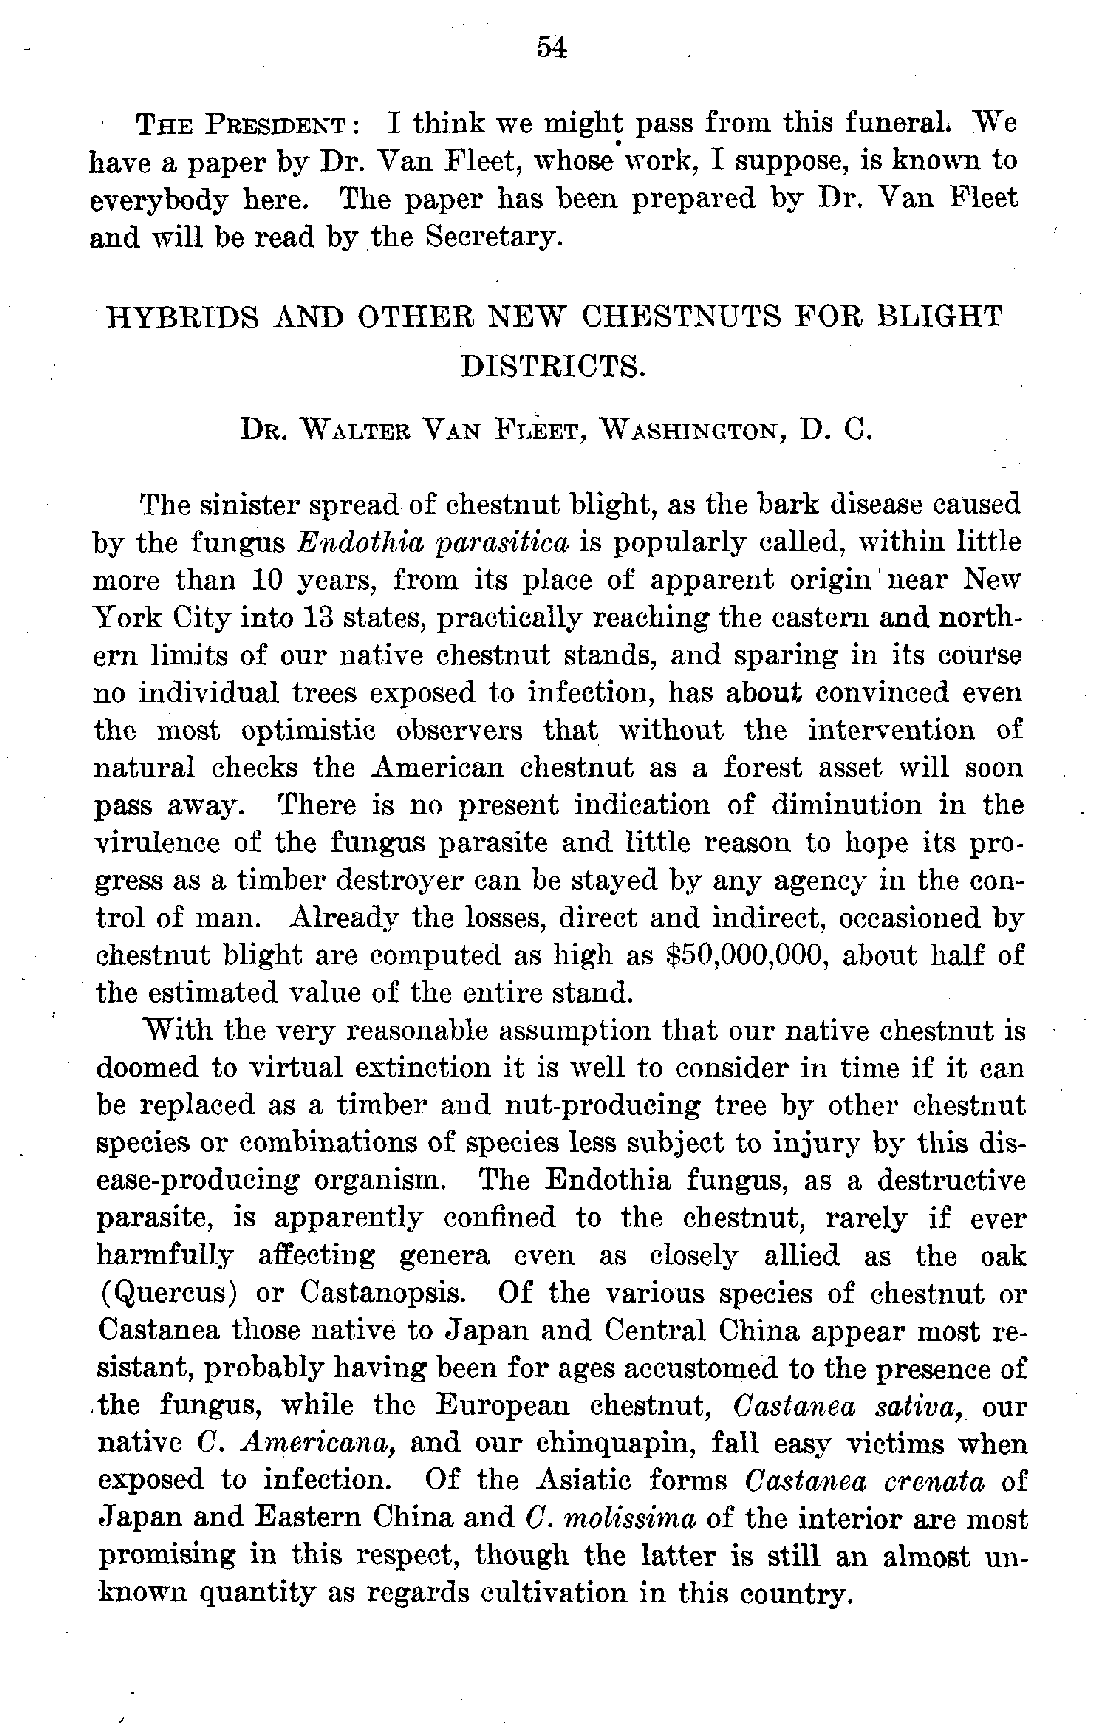 54
THE PRESIDENT: I think we might pass from this funeral. We
have a paper by Dr. Van Fleet, whose work, I suppose, is known to
everybody here. The paper has been prepared by Dr. Van Fleet
and will be read by the Secretary.
HYBRIDS AND OTHER NEW CHESTNUTS FOR BLIGHT
DISTRICTS.
DR. WALTER VAN FLEET, WASHINGTON, D. C.
The sinister spread of chestnut blight, as the bark disease caused
by the fungus Endothia parasitica is popularly called, within little
more than 10 years, from its place of apparent origin near New
York City into 13 states, practically reaching the eastern and north-
ern limits of our native chestnut stands, and sparing in its course
no individual trees exposed to infection, has about convinced even
the most optimistic observers that without the intervention of
natural checks the American chestnut as a forest asset will soon
pass away. There is no present indication of diminution in the
virulence of the fungus parasite and little reason to hope its pro-
gress as a timber destroyer can be stayed by any agency in the con-
trol of man. Already the losses, direct and indirect, occasioned by
chestnut blight are computed as high as $50,000,000, about half of
the estimated value of the entire stand.
With the very reasonable assumption that our native chestnut is
doomed to virtual extinction it is well to consider in time if it can
be replaced as a timber and nut-producing tree by other chestnut
species or combinations of species less subject to injury by this dis-
ease-producing organism. The Endothia fungus, as a destructive
parasite, is apparently confined to the chestnut, rarely if ever
harmfully affecting genera even as closely allied as the oak
(Quercus) or Castanopsis. Of the various species of chestnut or
Castanea those native to Japan and Central China appear most re-
sistant, probably having been for ages accustomed to the presence of
the fungus, while the European chestnut, Castanea sativa, our
native C. Americana, and our chinquapin, fall easy victims when
exposed to infection. Of the Asiatic forms Castanea crenata of
Japan and Eastern China and C. molissima of the interior are most
promising in this respect, though the latter is still an almost un-
known quantity as regards cultivation in this country.